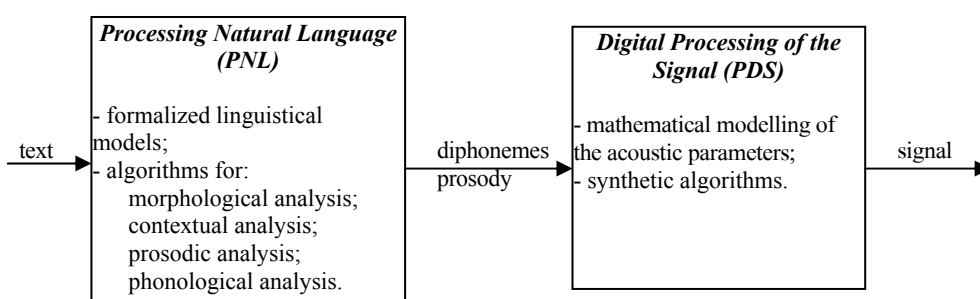 text
Processing Natural Language
(PNL)
- formalized linguistical
models;
- algorithms for:
morphological analysis;
contextual analysis;
prosodic analysis;
phonological analysis.
diphonemes
prosody
Digital Processing of the
Signal (PDS)
- mathematical modelling of
the acoustic parameters;
- synthetic algorithms.
signal